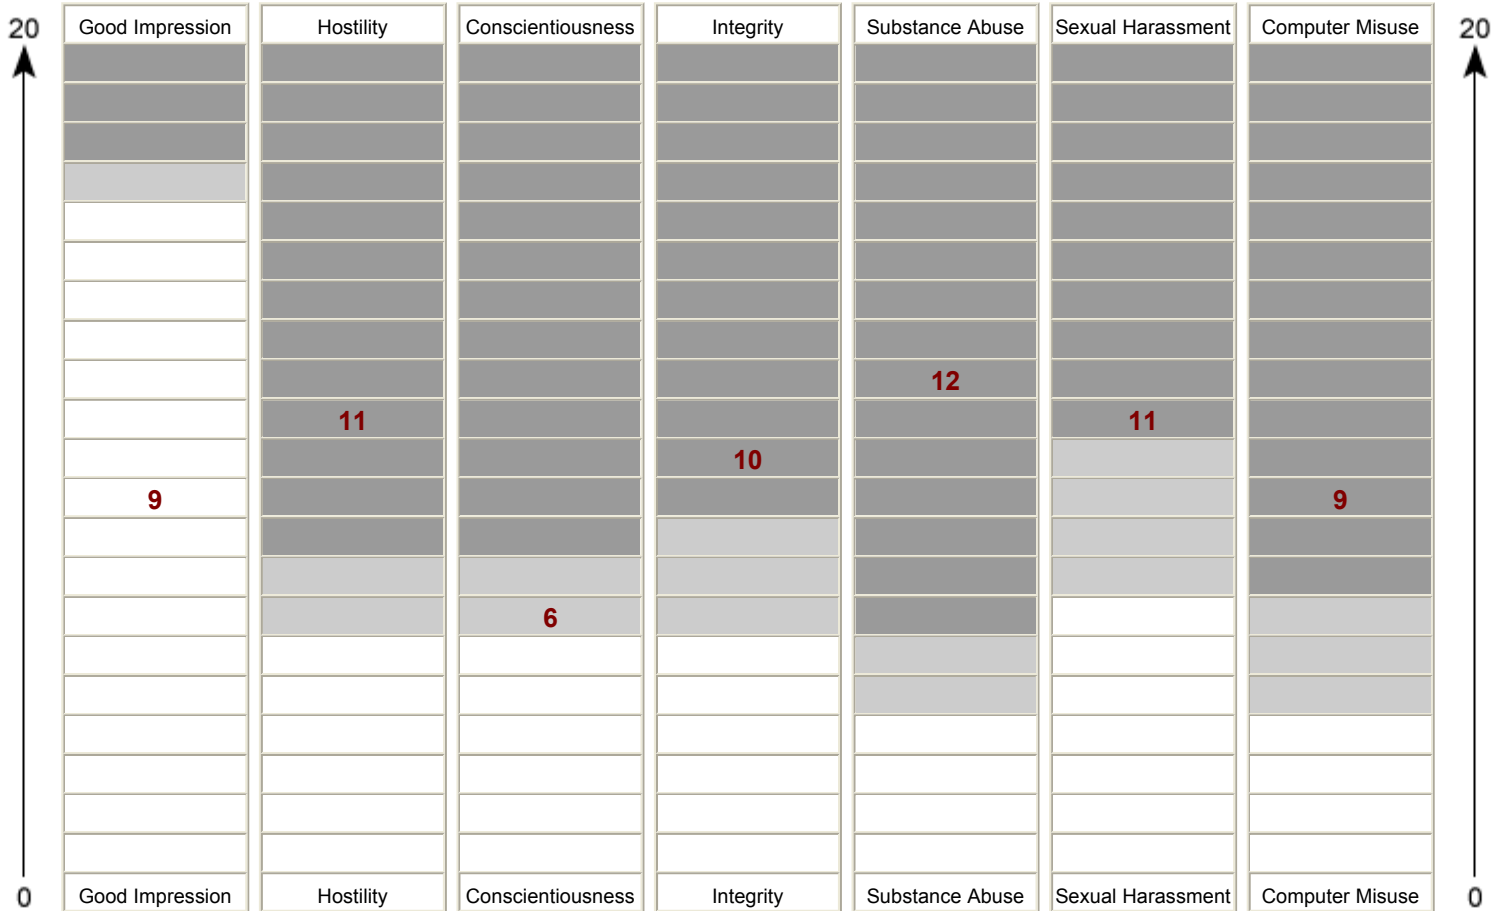 20 Good Impression Hostility Conscientiousness Integrity Substance Abuse Sexual Harassment Computer Misuse 20
12
11 11
10
9 9
6
0 Good Impression Hostility Conscientiousness Integrity Substance Abuse Sexual Harassment Computer Misuse 0